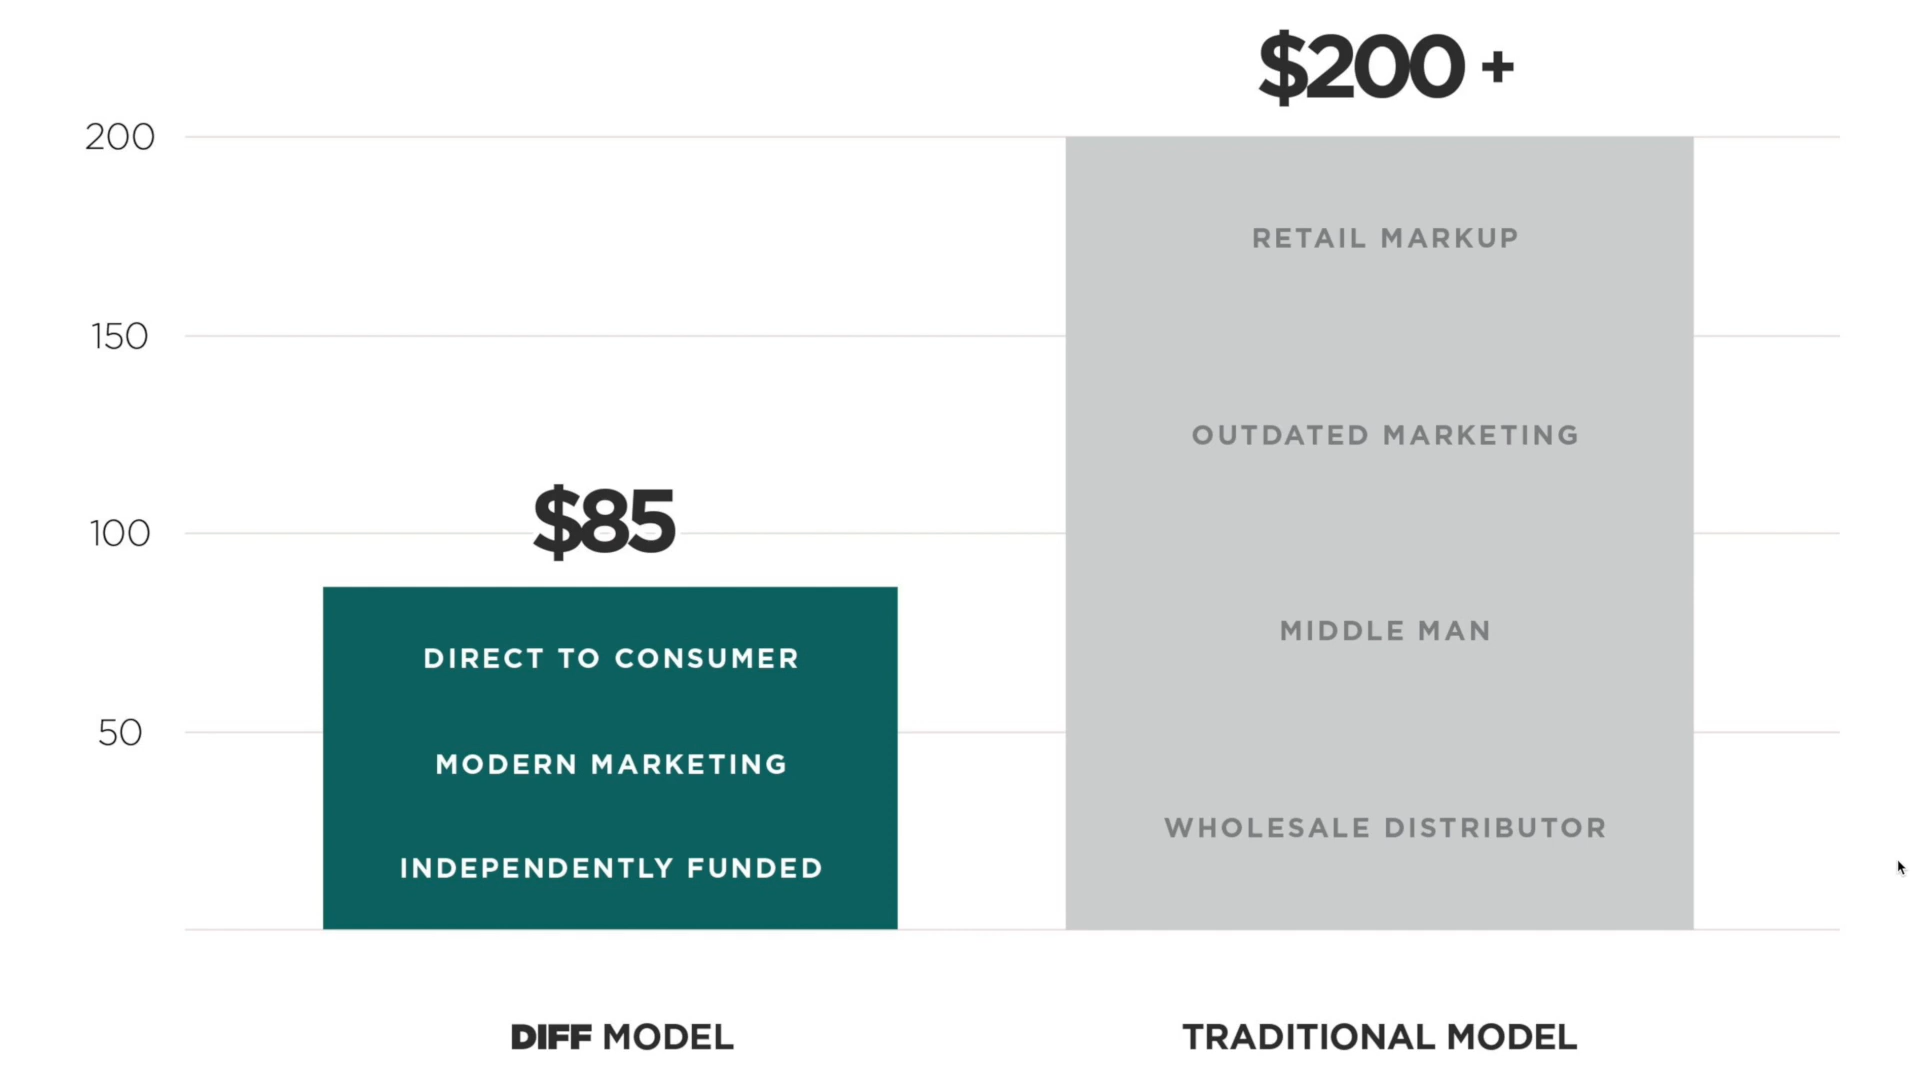 $200 +
200
RETAIL MARKUP
150
OUTDATED MARKETING
$85
100
MIDDLE MAN
DIRECT TO CONSUMER
50
MODERN MARKETING
WHOLESALE DISTRIBUTOR
INDEPENDENTLY FUNDED
DIFF MODEL
TRADITIONAL MODEL